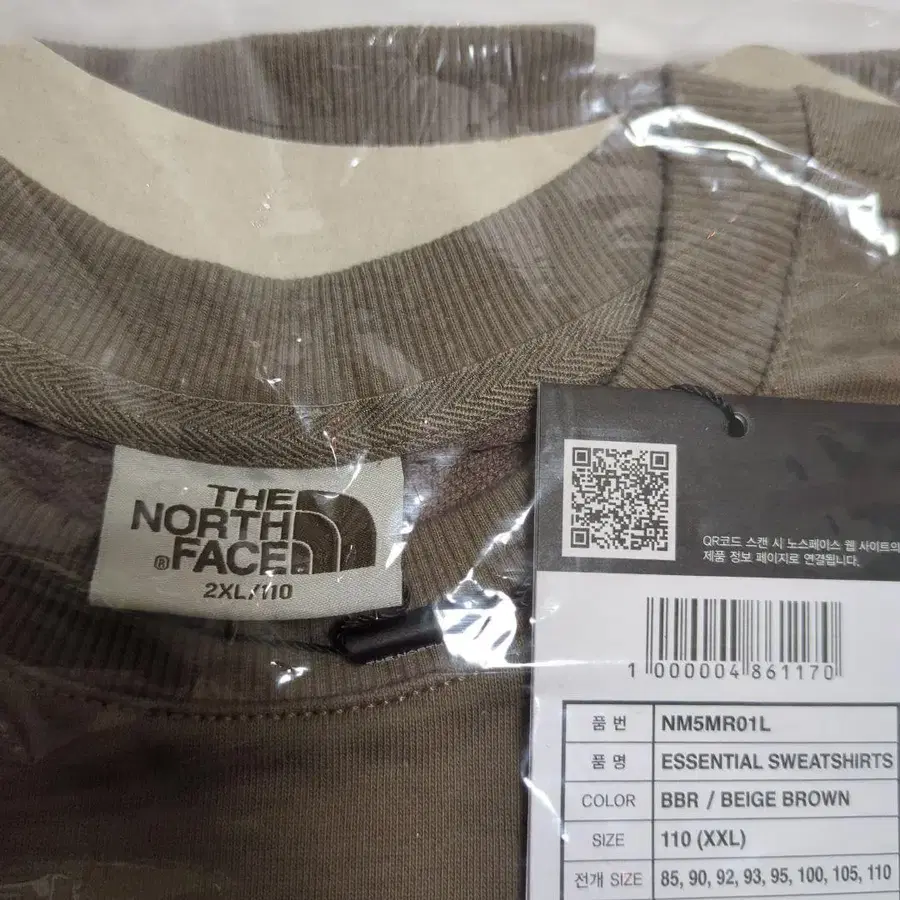 THE
NORTH
® FACE
2XL/110
QR코드 스캔 시 노스페이스 웹 사이트의
제품 정보 페이지로 연결됩니다.
1 000004 861170
품 번 NM5MR01L
품 명 ESSENTIAL SWEATSHIRTS
COLOR BBR / BEIGE BROWN
SIZE 110 (XXL)
전개 SIZE 85, 90, 92, 93, 95, 100, 105, 110